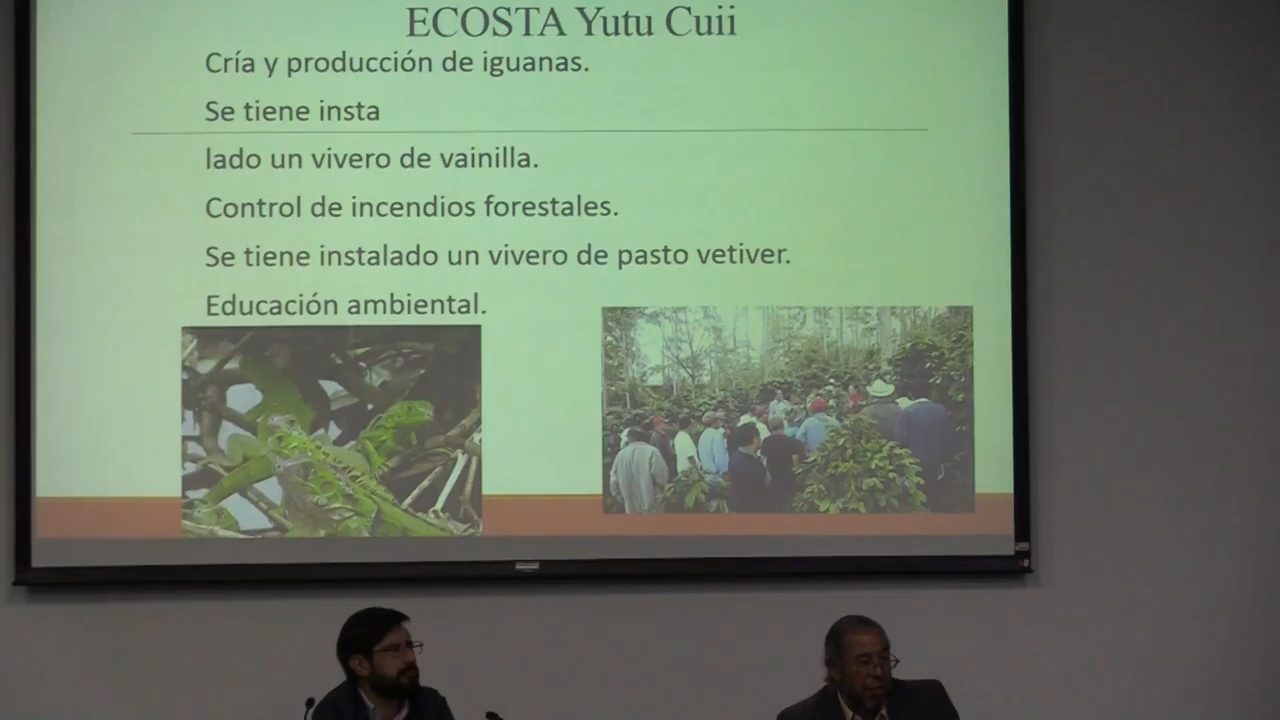 ECOSTA Yutu Cuii
Cría y producción de iguanas.
Se tiene insta
lado un vivero de vainilla.
Control de incendios forestales.
Se tiene instalado un vivero de pasto vetiver.
Educación ambiental.